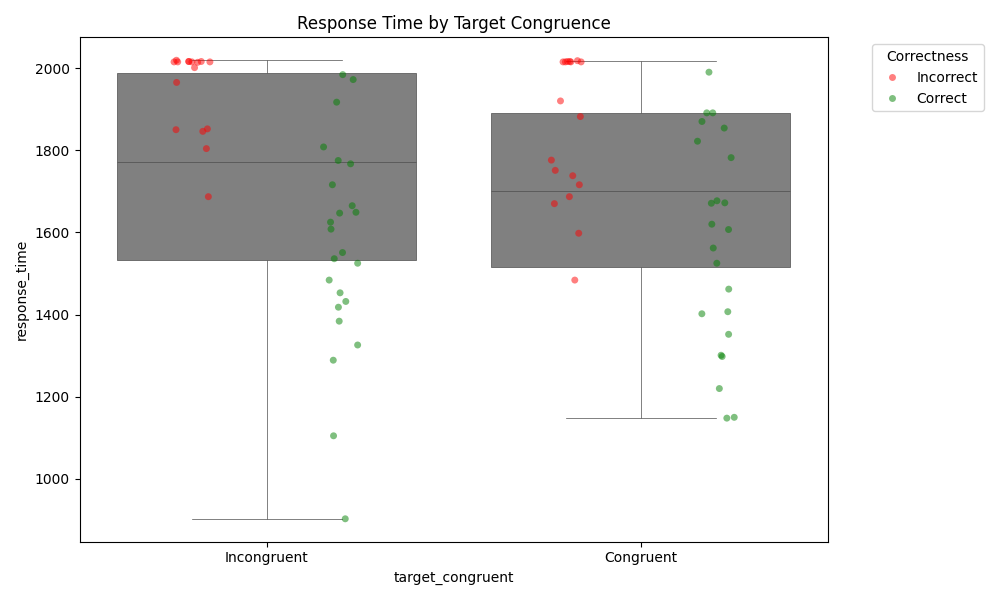 Response Time by Target Congruence
Correctness
Incorrect
Correct
response_time
2000
1800
1600
1400
1200
1000
Incongruent
Congruent
target_congruent